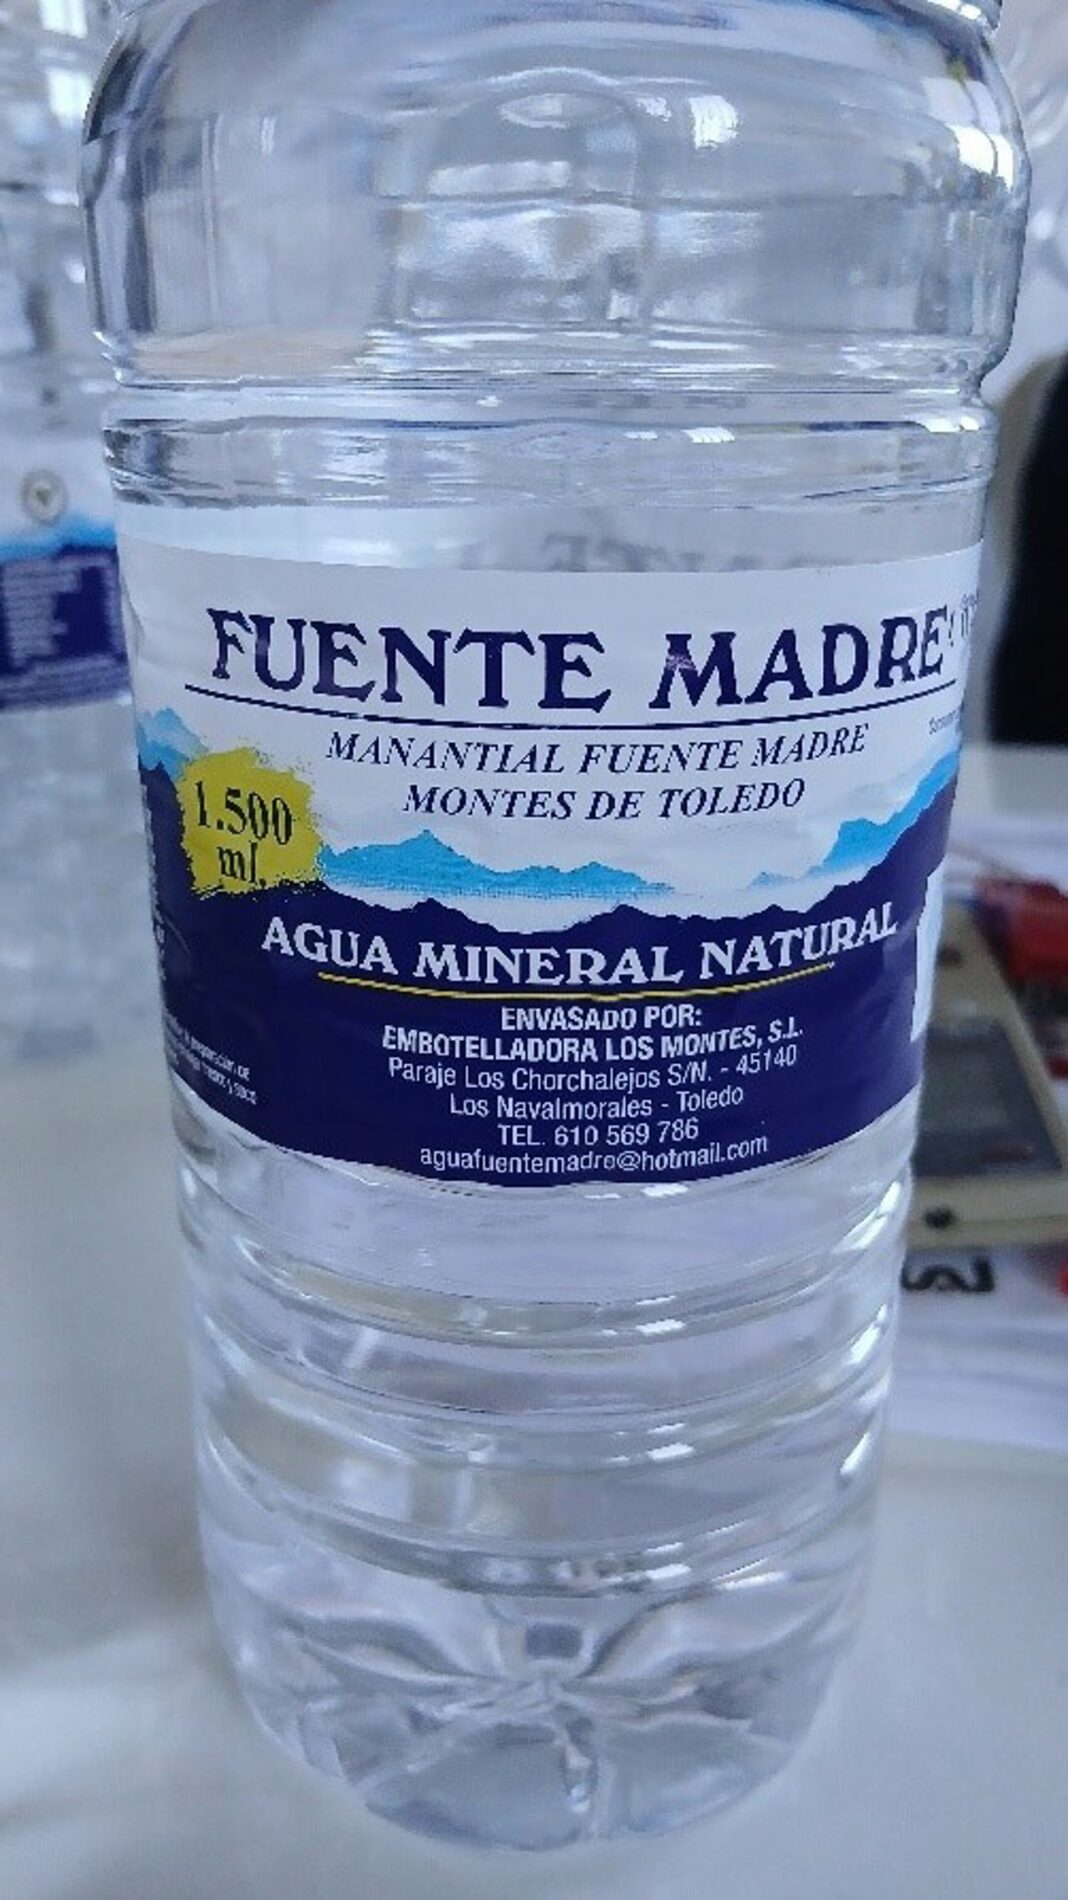 FUENTE MADRE
MANANTIAL FUENTE MADRE
MONTES DE TOLEDO
1.500
ml.
AGUA MINERAL NATURAL
ENVASADO POR:
EMBOTELLADORA LOS MONTES, S.L.
Paraje Los Chorchalejos S/N. - 45140
Los Navalmorales - Toledo
TEL. 610 569 786
aguafuentemadre@hotmail.com